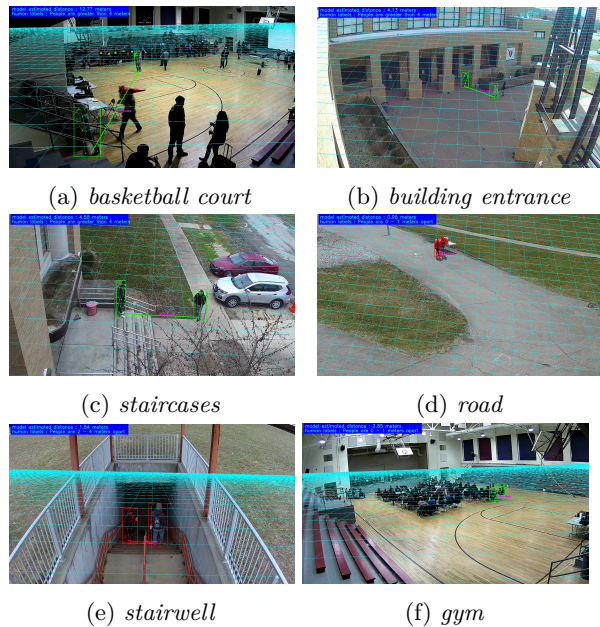 model estimated distance : 12.77 meters
human labels : People are greater than 4 meter
model estimated distance : 4.13 meters
human labels : People are greater than 4 meter
(a) basketball court
(b) building entrance
model estimated distance : 4.58 meters
human labels : People are greater than 4 meter
model estimated distance : 0.96 meters
human labels : People are 0 - 1 meters apart
(c) staircases
(d) road
model estimated distance : 1.54 meters
human labels : People are 2 - 4 meters apart
model estimated distance : 2.85 meters
human labels : People are 0 - 1 meters apart
(e) stairwell
(f) gym